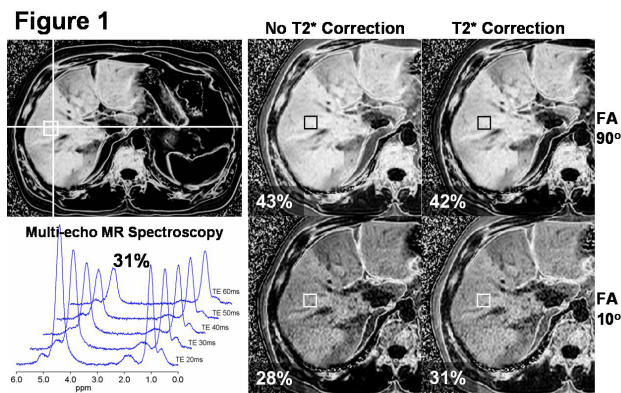 Figure 1
No T2* Correction
T2* Correction
FA
90º
43%
42%
Multi-echo MR Spectroscopy
31%
TE 60ms
TE 50ms
TE 40ms
TE 30ms
TE 20ms
6.0 5.0 4.0 3.0 2.0 1.0 0.0
ppm
FA
10º
28%
31%